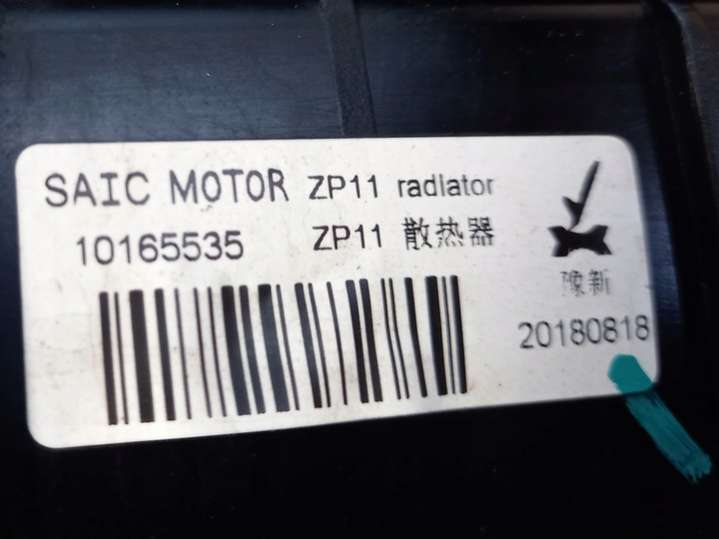 SAIC MOTOR ZP11 radiator
10165535 ZP11 散热器
豫新
20180818